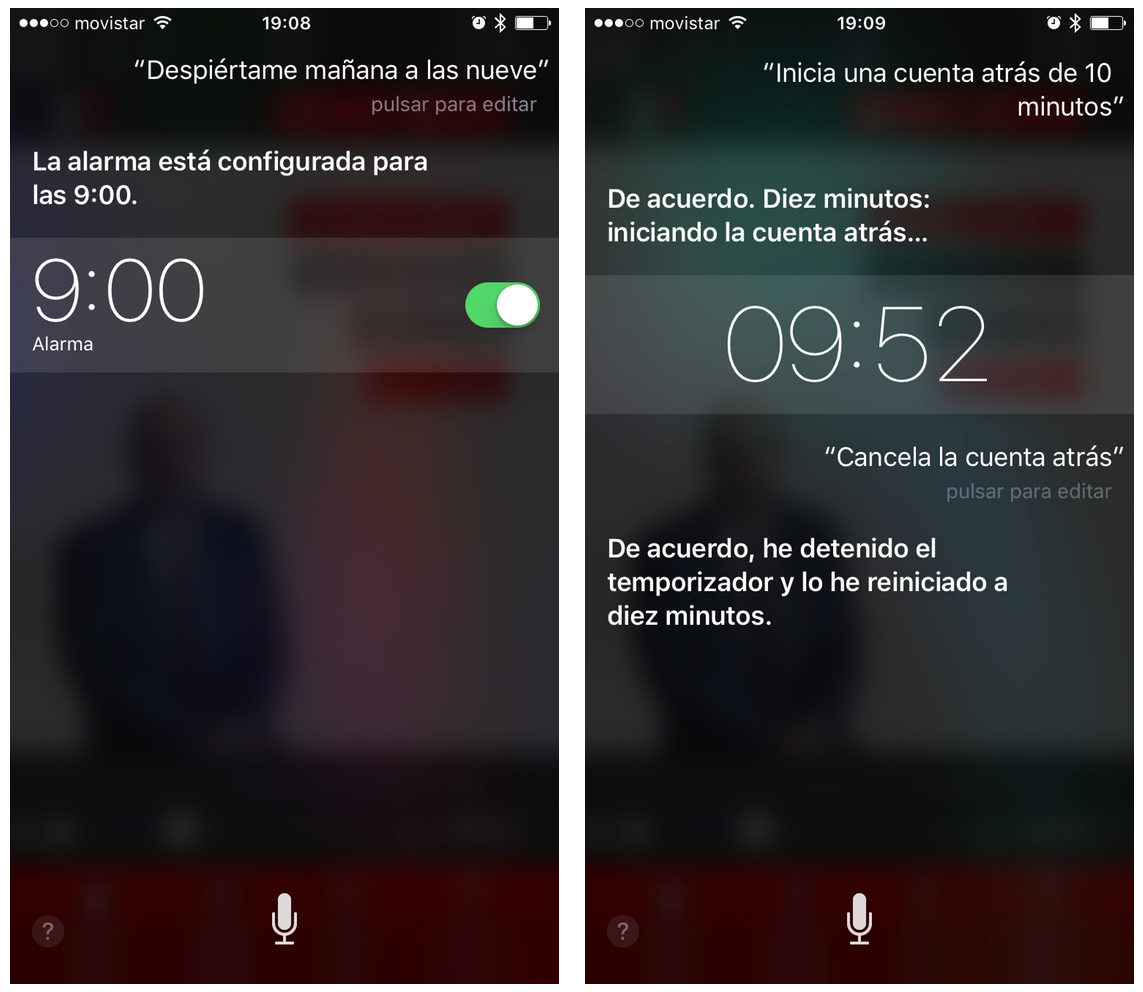 movistar 19:08
“Despiértame mañana a las nueve”
pulsar para editar
La alarma está configurada para
las 9:00.
9:00
Alarma
?
movistar 19:09
“Inicia una cuenta atrás de 10
minutos”
De acuerdo. Diez minutos:
iniciando la cuenta atrás...
09:52
“Cancela la cuenta atrás”
pulsar para editar
De acuerdo, he detenido el
temporizador y lo he reiniciado a
diez minutos.
?